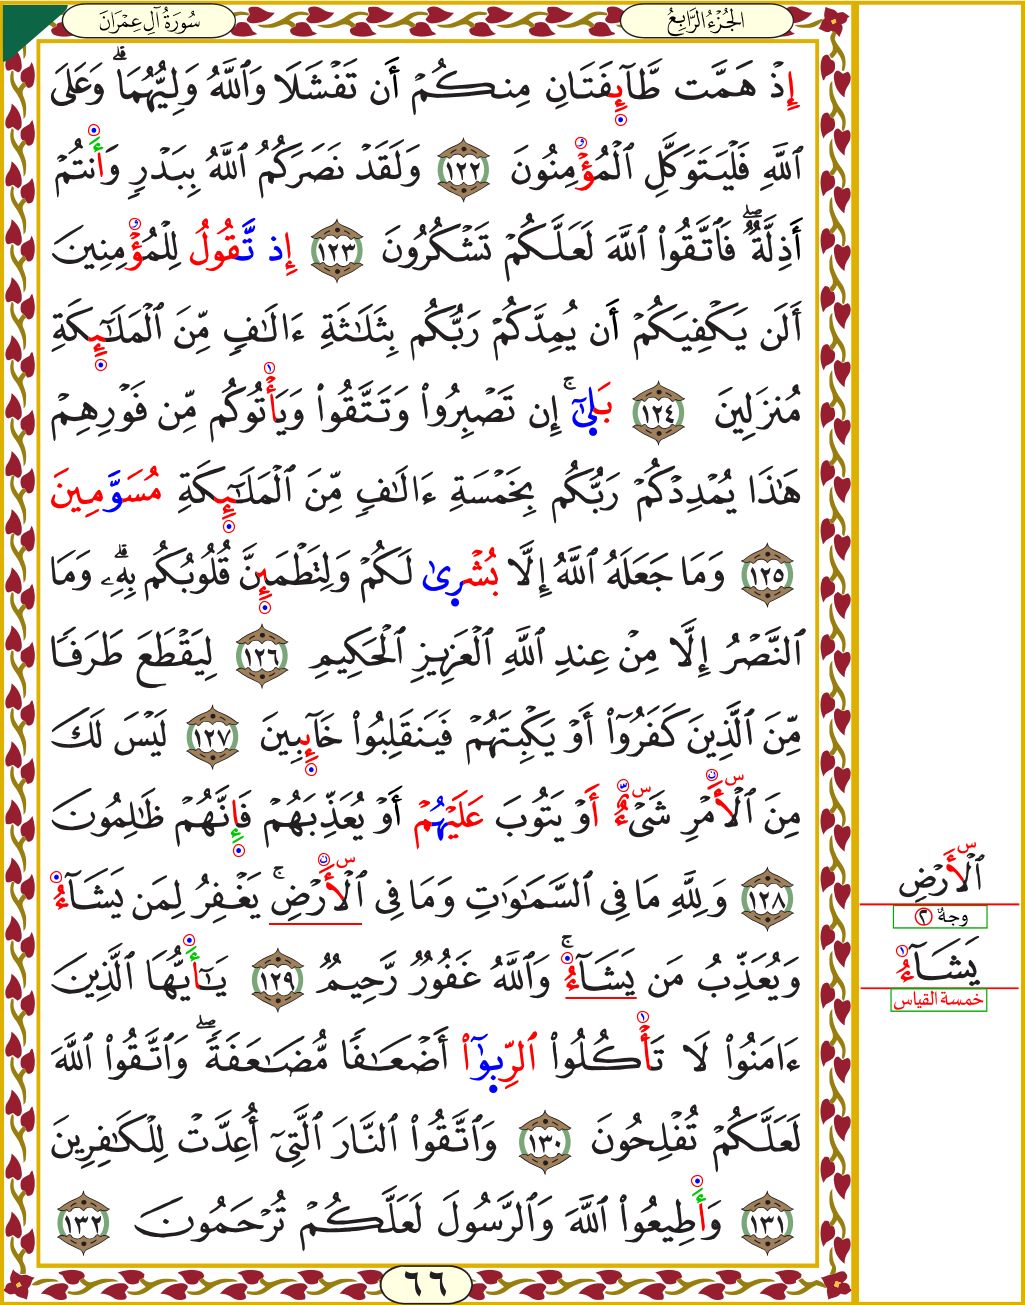 الجُزْءُ الرَّابِعُ
سُورَةُ آلِ عِمْرَانَ
إِذْ هَمَّت طَّآئِفَتَانِ مِنكُمْ أَن تَفْشَلَا وَٱللَّهُ وَلِيُّهُمَاۗ وَعَلَى
ٱللَّهِ فَلْيَتَوَكَّلِ ٱلْمُؤْمِنُونَ ١٢٢ وَلَقَدْ نَصَرَكُمُ ٱللَّهُ بِبَدْرٍ وَأَنتُمْ
أَذِلَّةٌۖ فَٱتَّقُوا۟ ٱللَّهَ لَعَلَّكُمْ تَشْكُرُونَ ١٢٣ إِذ تَّقُولُ لِلْمُؤْمِنِينَ
أَلَن يَكْفِيَكُمْ أَن يُمِدَّكُمْ رَبُّكُم بِثَلَٰثَةِ ءَالَٰفٍ مِّنَ ٱلْمَلَٰٓئِكَةِ
مُنزَلِينَ ١٢٤ بَلَىٰٓۚ إِن تَصْبِرُوا۟ وَتَتَّقُوا۟ وَيَأْتُوكُم مِّن فَوْرِهِمْ
هَٰذَا يُمْدِدْكُمْ رَبُّكُم بِخَمْسَةِ ءَالَٰفٍ مِّنَ ٱلْمَلَٰٓئِكَةِ مُسَوَّمِينَ
١٢٥ وَمَا جَعَلَهُ ٱللَّهُ إِلَّا بُشْرِىٰ لَكُمْ وَلِتَطْمَئِنَّ قُلُوبُكُم بِهِۦۗ وَمَا
ٱلنَّصْرُ إِلَّا مِنْ عِندِ ٱللَّهِ ٱلْعَزِيزِ ٱلْحَكِيمِ ١٢٦ لِيَقْطَعَ طَرَفًا
مِّنَ ٱلَّذِينَ كَفَرُوٓا۟ أَوْ يَكْبِتَهُمْ فَيَنقَلِبُوا۟ خَآئِبِينَ ١٢٧ لَيْسَ لَكَ
مِنَ ٱلْأَمْرِ شَىْءٌ أَوْ يَتُوبَ عَلَيْهُمْ أَوْ يُعَذِّبَهُمْ فَإِنَّهُمْ ظَٰلِمُونَ
١٢٨ وَلِلَّهِ مَا فِى ٱلسَّمَٰوَٰتِ وَمَا فِى ٱلْأَرْضِۚ يَغْفِرُ لِمَن يَشَآءُ
وَيُعَذِّبُ مَن يَشَآءُۚ وَٱللَّهُ غَفُورٌ رَّحِيمٌ ١٢٩ يَٰٓأَيُّهَا ٱلَّذِينَ
ءَامَنُوا۟ لَا تَأْكُلُوا۟ ٱلرِّبَوٰٓا۟ أَضْعَٰفًا مُّضَٰعَفَةًۖ وَٱتَّقُوا۟ ٱللَّهَ
لَعَلَّكُمْ تُفْلِحُونَ ١٣٠ وَٱتَّقُوا۟ ٱلنَّارَ ٱلَّتِىٓ أُعِدَّتْ لِلْكَٰفِرِينَ
١٣١ وَأَطِيعُوا۟ ٱللَّهَ وَٱلرَّسُولَ لَعَلَّكُمْ تُرْحَمُونَ ١٣٢
٦٦
ٱلْأَرْضِ
وجهٌ ٢
يَشَآءُ
خمسة القياس